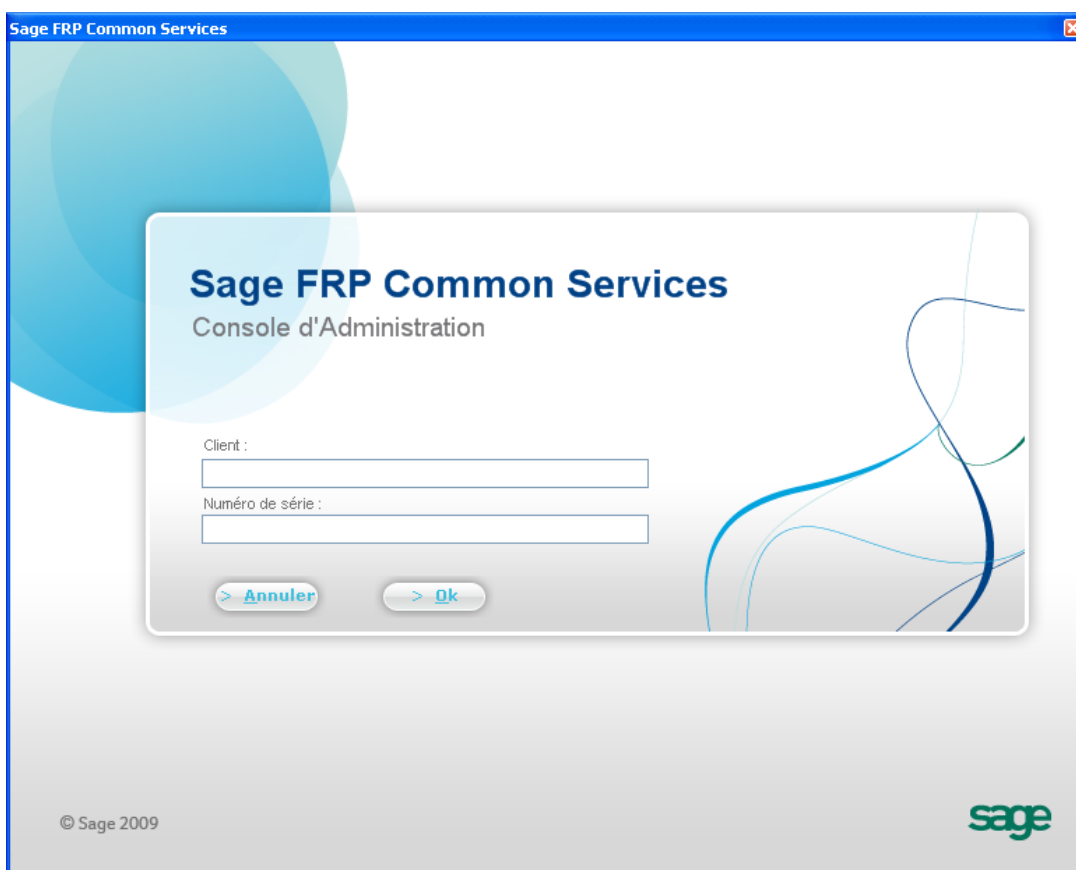 Sage FRP Common Services
Sage FRP Common Services
Console d'Administration
Client :
Numéro de série :
> Annuler
> Ok
© Sage 2009
sage